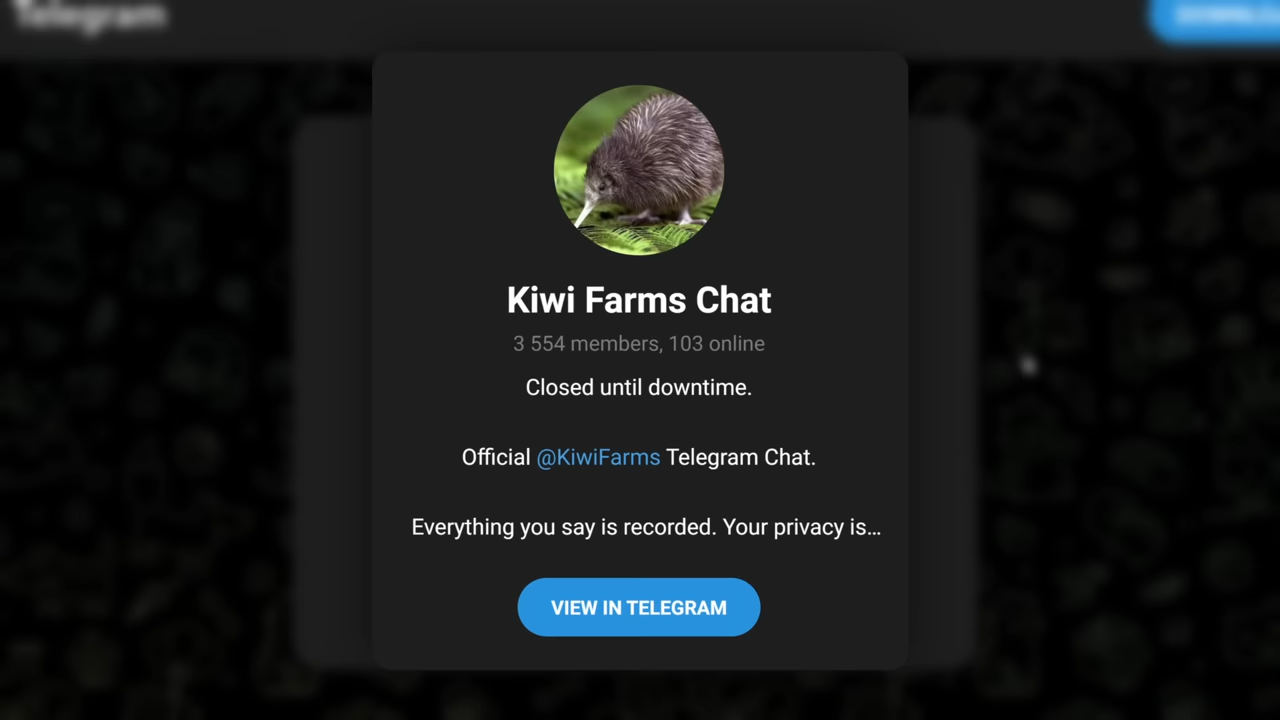 Telegram
Kiwi Farms Chat
3 554 members, 103 online
Closed until downtime.
Official @KiwiFarms Telegram Chat.
Everything you say is recorded. Your privacy is…
VIEW IN TELEGRAM